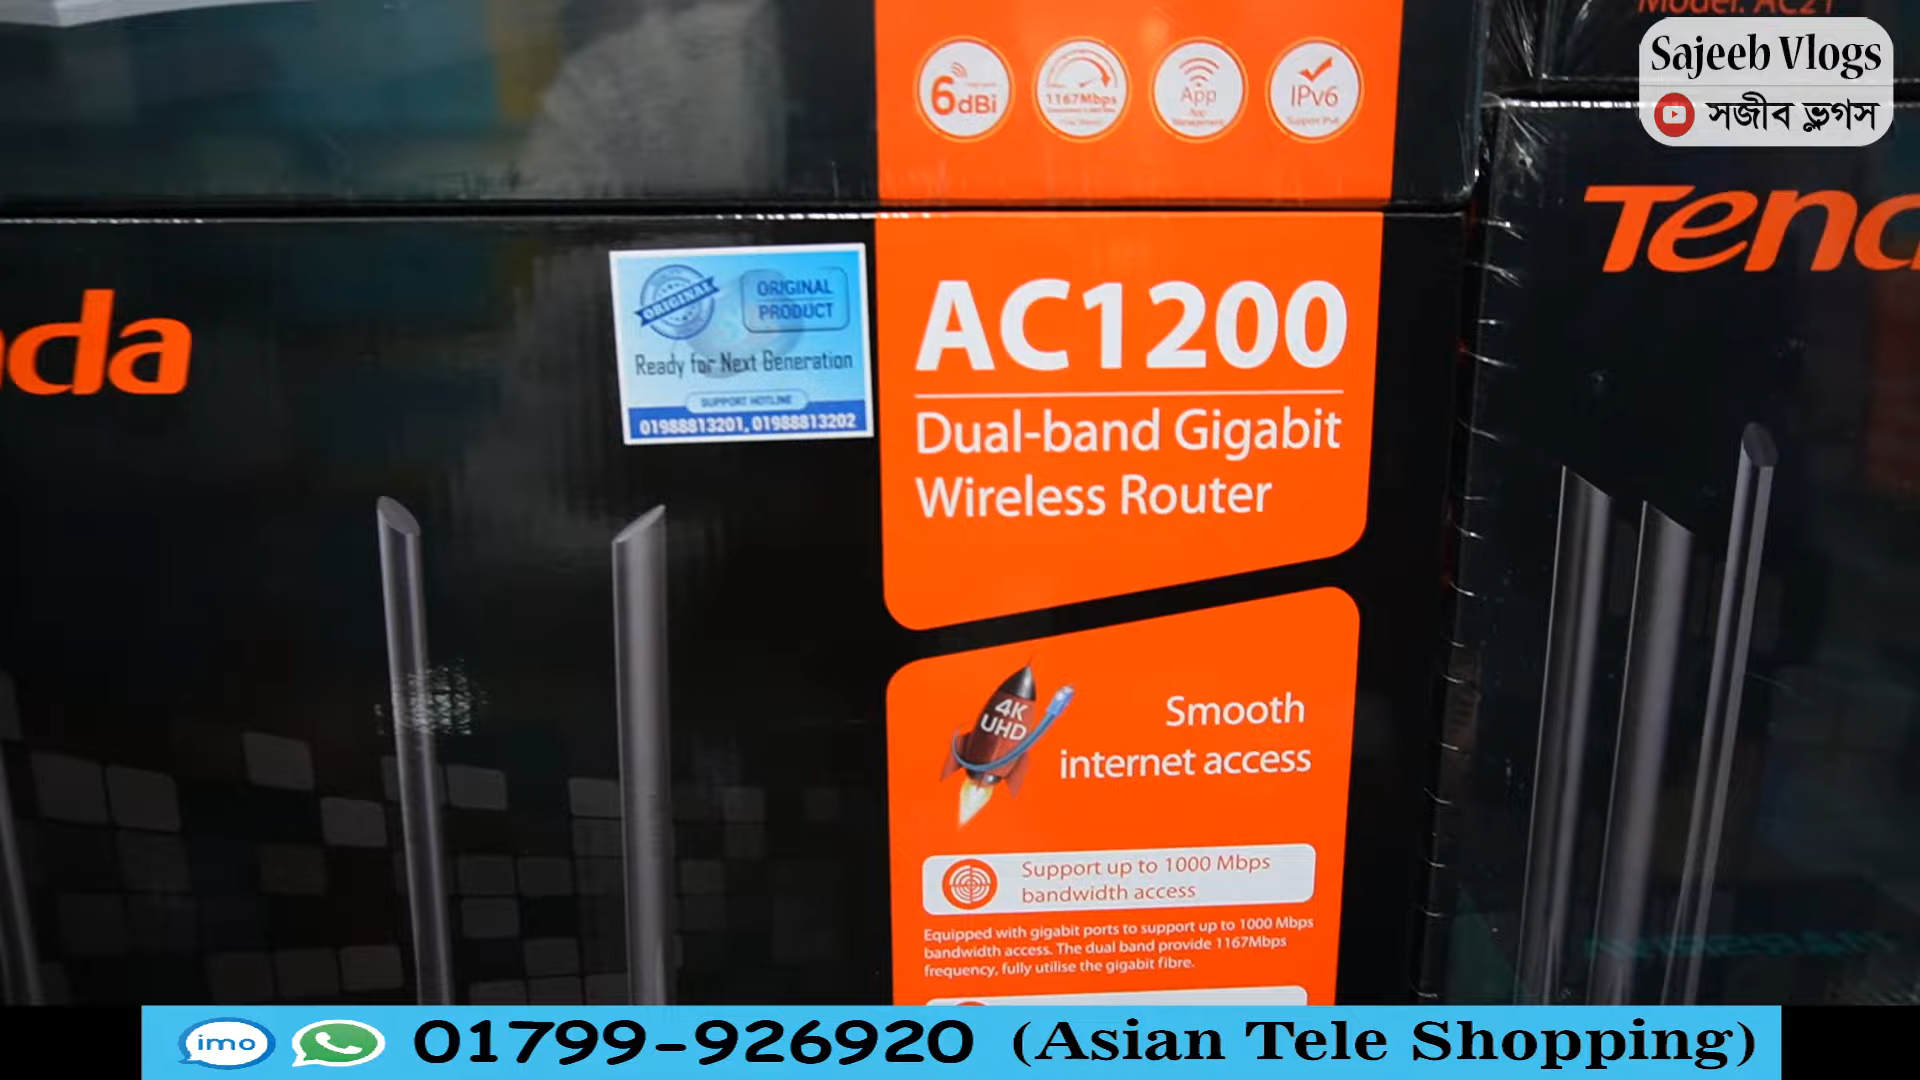 Model: AC21
Sajeeb Vlogs
সজীব ভ্লগস
6dBi
1167Mbps
App
IPv6
Support IPv6
Tend
nda
ORIGINAL
ORIGINAL
PRODUCT
Ready for Next Generation
SUPPORT HOTLINE
01988813201, 01988813202
AC1200
Dual-band Gigabit
Wireless Router
4K
UHD
Smooth
internet access
Support up to 1000 Mbps
bandwidth access
Equipped with gigabit ports to support up to 1000 Mbps
bandwidth access. The dual band provide 1167Mbps
frequency, fully utilise the gigabit fibre.
imo
01799-926920 (Asian Tele Shopping)